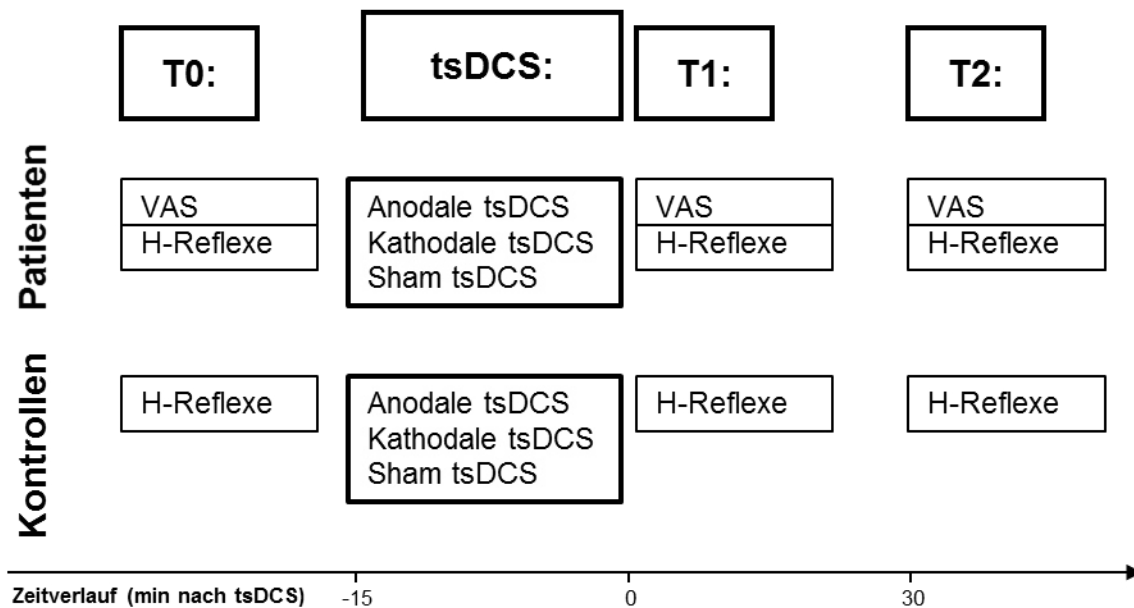 T0:
tsDCS:
T1:
T2:
Patienten
VAS
H-Reflexe
Anodale tsDCS
Kathodale tsDCS
Sham tsDCS
VAS
H-Reflexe
VAS
H-Reflexe
Kontrollen
H-Reflexe
Anodale tsDCS
Kathodale tsDCS
Sham tsDCS
H-Reflexe
H-Reflexe
Zeitverlauf (min nach tsDCS)
-15
0
30